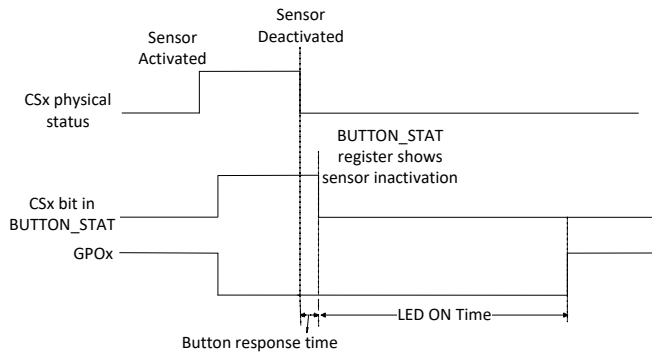 Sensor
Deactivated
Sensor
Activated
CSx physical
status
BUTTON_STAT
register shows
sensor inactivation
CSx bit in
BUTTON_STAT
GPOx
LED ON Time
Button response time